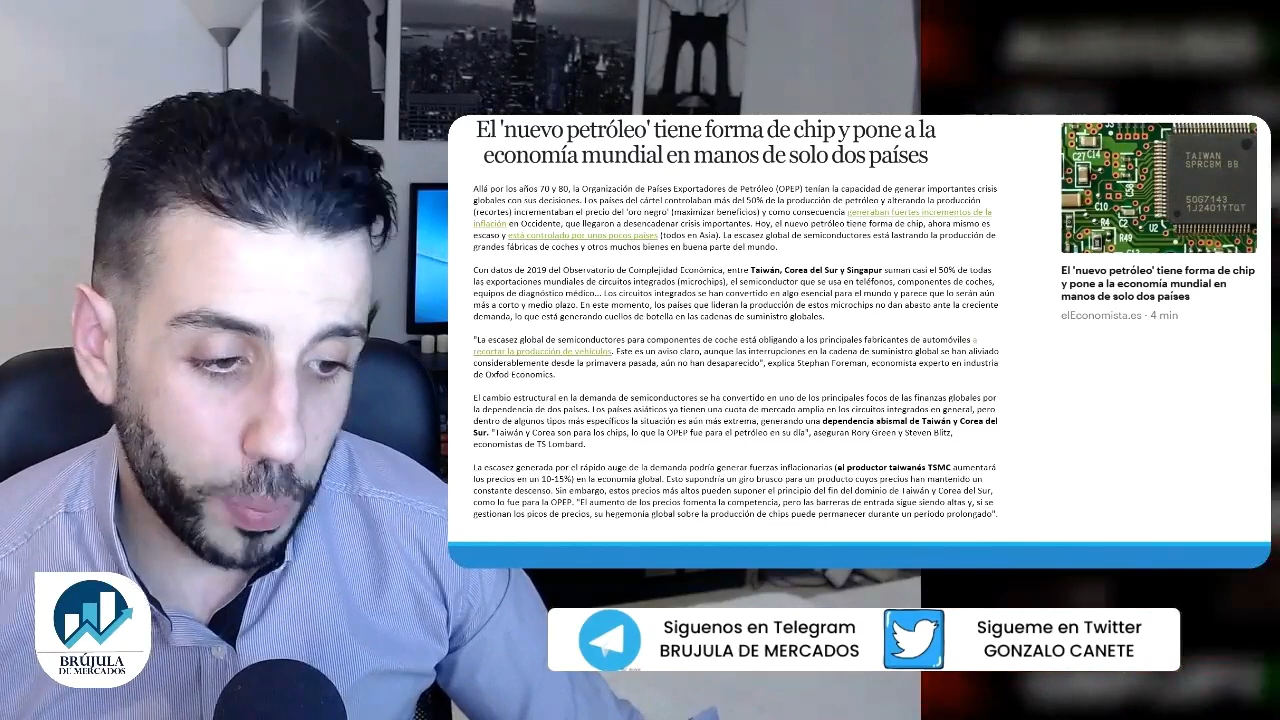 El 'nuevo petróleo' tiene forma de chip y pone a la
economía mundial en manos de solo dos países
Allá por los años 70 y 80, la Organización de Países Exportadores de Petróleo (OPEP) tenían la capacidad de generar importantes crisis
globales con sus decisiones. Los países del cártel controlaban más del 50% de la producción de petróleo y alterando la producción
(recortes) incrementaban el precio del 'oro negro' (maximizar beneficios) y como consecuencia generaban fuertes incrementos de la
inflación en Occidente, que llegaron a desencadenar crisis importantes. Hoy, el nuevo petróleo tiene forma de chip, ahora mismo es
escaso y está controlado por unos pocos países (todos en Asia). La escasez global de semiconductores está lastrando la producción de
grandes fábricas de coches y otros muchos bienes en buena parte del mundo.
Con datos de 2019 del Observatorio de Complejidad Económica, entre Taiwán, Corea del Sur y Singapur suman casi el 50% de todas
las exportaciones mundiales de circuitos integrados (microchips), el semiconductor que se usa en teléfonos, componentes de coches,
equipos de diagnóstico médico... Los circuitos integrados se han convertido en algo esencial para el mundo y parece que lo serán aún
más a corto y medio plazo. En este momento, los países que lideran la producción de estos microchips no dan abasto ante la creciente
demanda, lo que está generando cuellos de botella en las cadenas de suministro globales.
"La escasez global de semiconductores para componentes de coche está obligando a los principales fabricantes de automóviles a
recortar la producción de vehículos. Este es un aviso claro, aunque las interrupciones en la cadena de suministro global se han aliviado
considerablemente desde la primavera pasada, aún no han desaparecido", explica Stephan Foreman, economista experto en industria
de Oxfod Economics.
El cambio estructural en la demanda de semiconductores se ha convertido en uno de los principales focos de las finanzas globales por
la dependencia de dos países. Los países asiáticos ya tienen una cuota de mercado amplia en los circuitos integrados en general, pero
dentro de algunos tipos más específicos la situación es aún más extrema, generando una dependencia abismal de Taiwán y Corea del
Sur. "Taiwán y Corea son para los chips, lo que la OPEP fue para el petróleo en su día", aseguran Rory Green y Steven Blitz,
economistas de TS Lombard.
La escasez generada por el rápido auge de la demanda podría generar fuerzas inflacionarias (el productor taiwanés TSMC aumentará
los precios en un 10-15%) en la economía global. Esto supondría un giro brusco para un producto cuyos precios han mantenido un
constante descenso. Sin embargo, estos precios más altos pueden suponer el principio del fin del dominio de Taiwán y Corea del Sur,
como lo fue para la OPEP. "El aumento de los precios fomenta la competencia, pero las barreras de entrada sigue siendo altas y, si se
gestionan los picos de precios, su hegemonía global sobre la producción de chips puede permanecer durante un periodo prolongado".
C27 C14
C58
C10
R4
C2
R49
U2
TAIWAN
SPRCBM BB
50G7143
1J2401YTQT
El 'nuevo petróleo' tiene forma de chip
y pone a la economía mundial en
manos de solo dos países
elEconomista.es · 4 min
BRÚJULA
DE MERCADOS
Siguenos en Telegram
BRUJULA DE MERCADOS
Sigueme en Twitter
GONZALO CANETE